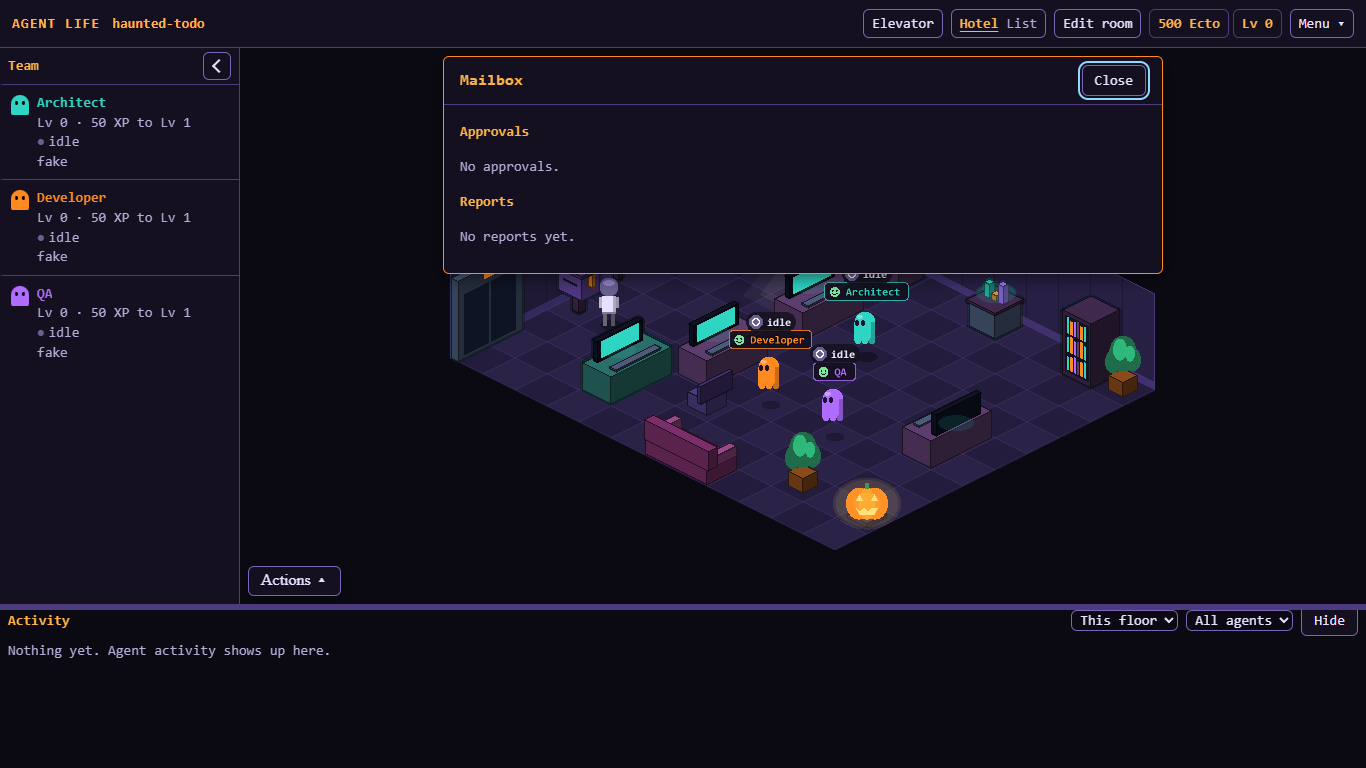 AGENT LIFE haunted-todo
Elevator
Hotel List
Edit room
500 Ecto
Lv 0
Menu ▾
Team
Architect
Lv 0 · 50 XP to Lv 1
idle
fake
Developer
Lv 0 · 50 XP to Lv 1
idle
fake
QA
Lv 0 · 50 XP to Lv 1
idle
fake
Mailbox
Close
Approvals
No approvals.
Reports
No reports yet.
idle
Architect
idle
Developer
idle
QA
Actions ▴
Activity
This floor
All agents
Hide
Nothing yet. Agent activity shows up here.